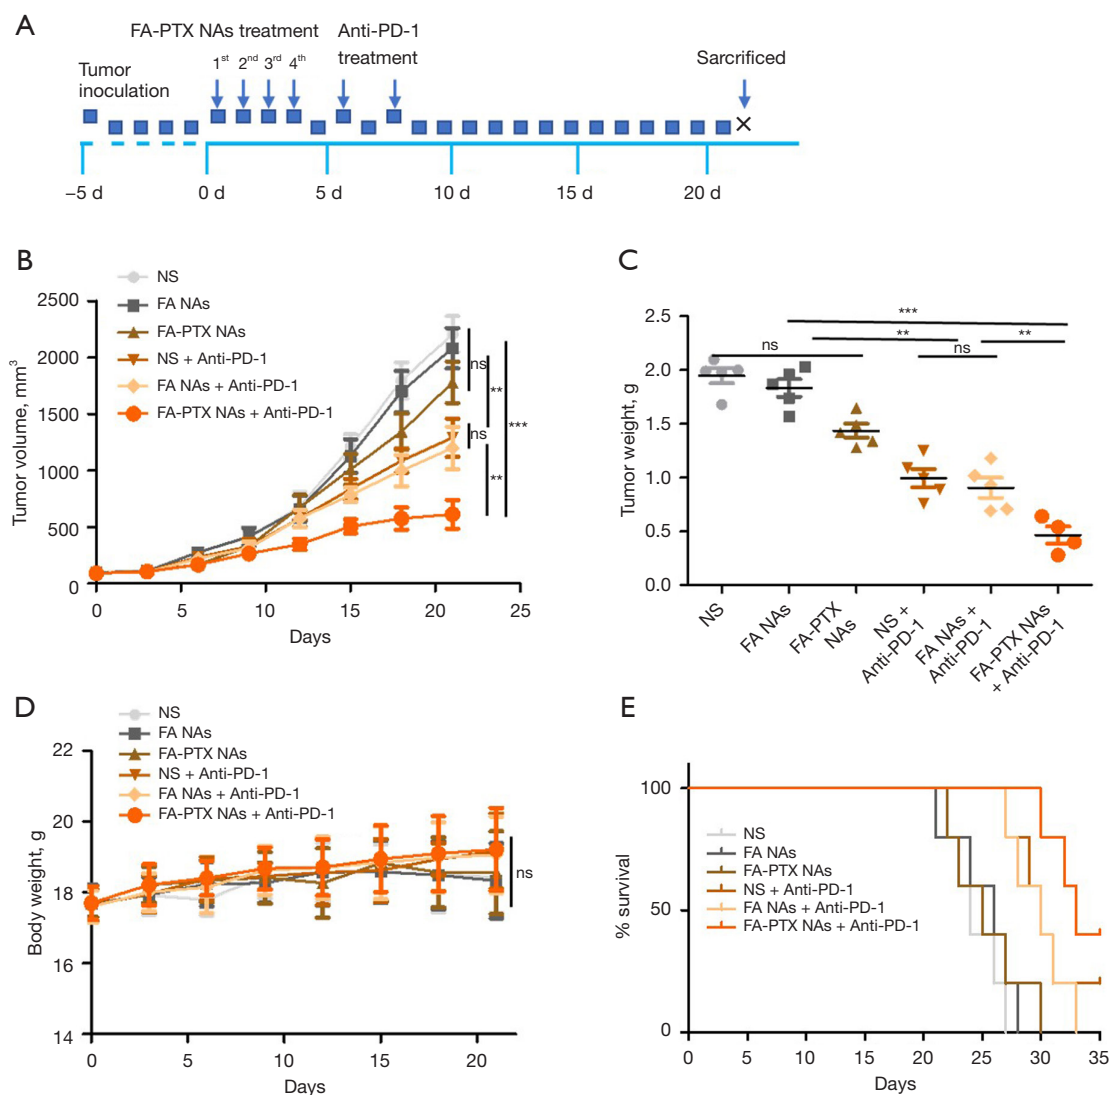 A
FA-PTX NAs treatment
Anti-PD-1
treatment
Sarcrificed
1st 2nd 3rd 4th
Tumor
inoculation
×
−5 d 0 d 5 d 10 d 15 d 20 d
B
NS
FA NAs
FA-PTX NAs
NS + Anti-PD-1
FA NAs + Anti-PD-1
FA-PTX NAs + Anti-PD-1
Tumor volume, mm3
2500
2000
1500
1000
500
0
0 5 10 15 20 25
Days
ns
**
***
ns
**
C
Tumor weight, g
2.5
2.0
1.5
1.0
0.5
0.0
***
** **
ns ns
NS
FA NAs
FA-PTX
NAs
NS +
Anti-PD-1
FA NAs +
Anti-PD-1
FA-PTX NAs
+ Anti-PD-1
D
NS
FA NAs
FA-PTX NAs
NS + Anti-PD-1
FA NAs + Anti-PD-1
FA-PTX NAs + Anti-PD-1
Body weight, g
22
20
18
16
14
ns
0 5 10 15 20
Days
E
% survival
100
50
0
NS
FA NAs
FA-PTX NAs
NS + Anti-PD-1
FA NAs + Anti-PD-1
FA-PTX NAs + Anti-PD-1
0 5 10 15 20 25 30 35
Days